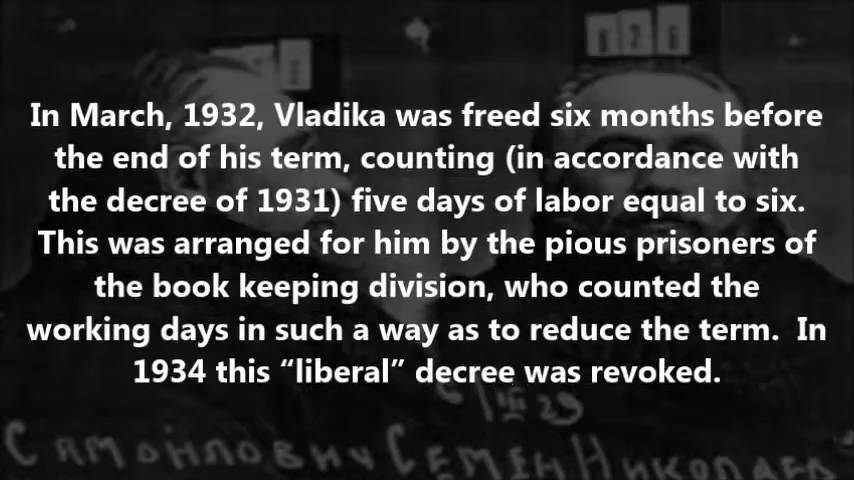 In March, 1932, Vladika was freed six months before
the end of his term, counting (in accordance with
the decree of 1931) five days of labor equal to six.
This was arranged for him by the pious prisoners of
the book keeping division, who counted the
working days in such a way as to reduce the term.  In
1934 this “liberal” decree was revoked.
29
Самойлович Семен Николаев